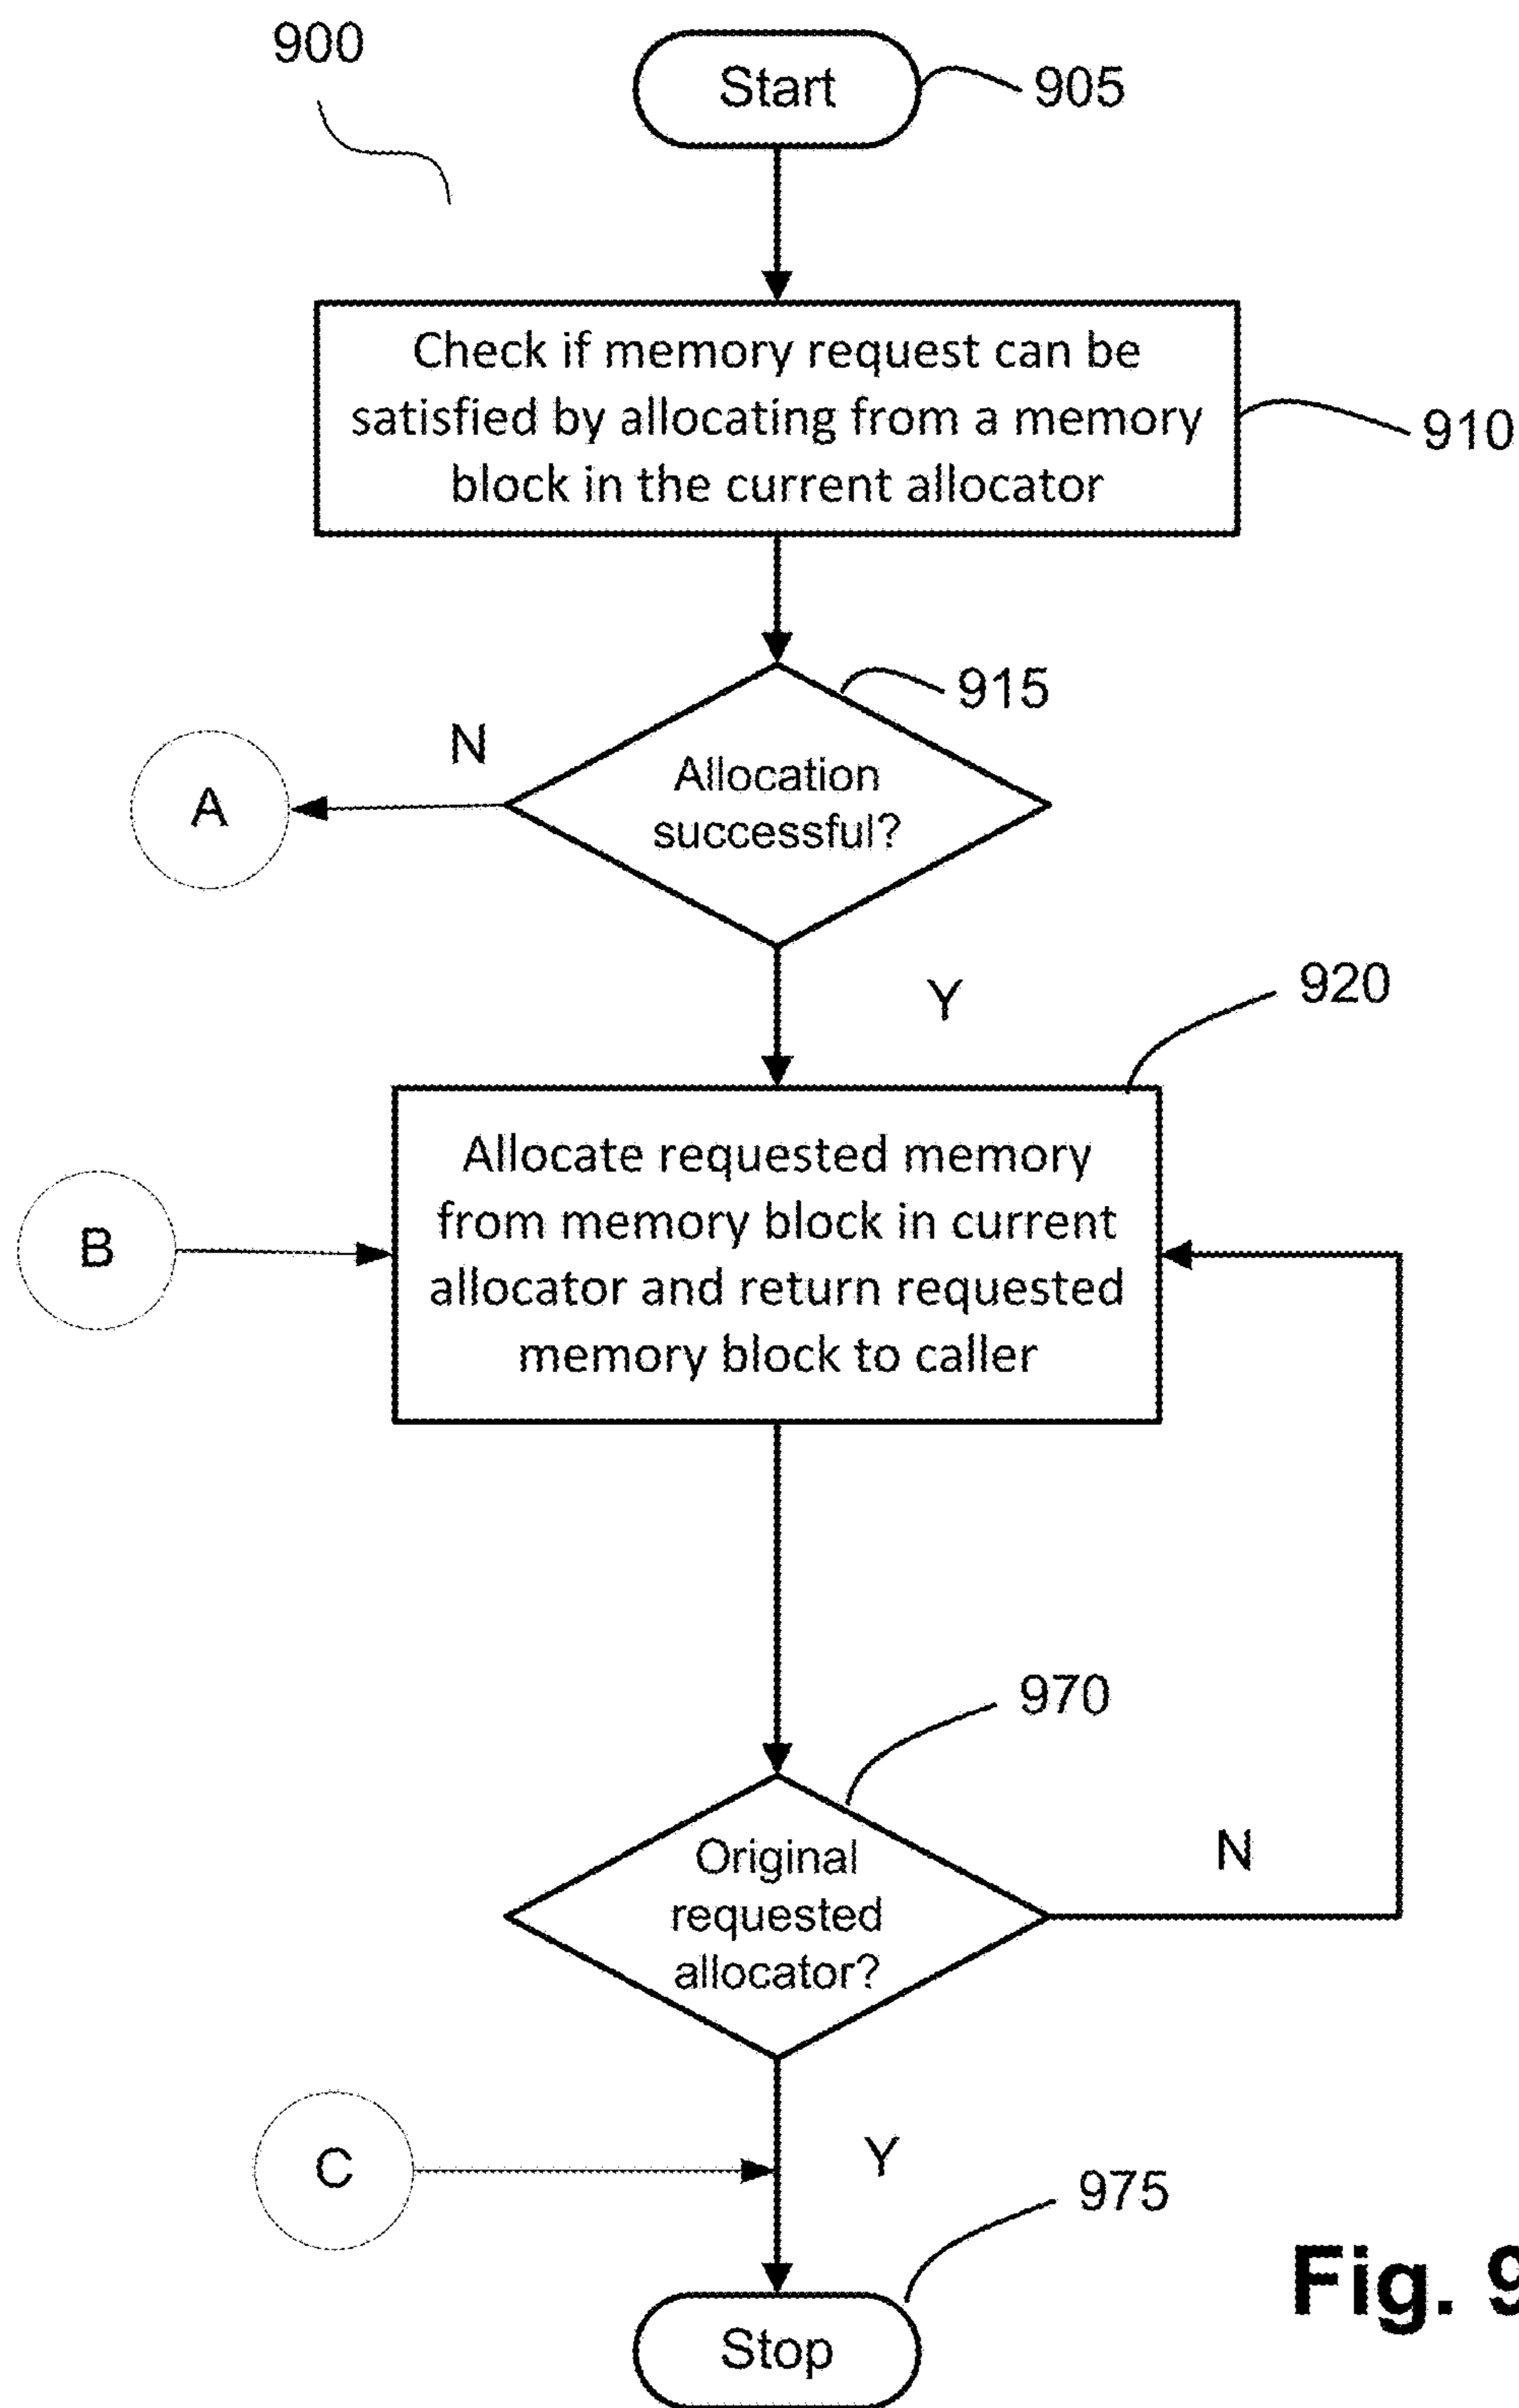 900
Start
905
Check if memory request can be
satisfied by allocating from a memory
block in the current allocator
910
915
N
Allocation
successful?
A
Y
920
Allocate requested memory
from memory block in current
allocator and return requested
memory block to caller
B
970
Original
requested
allocator?
N
C
Y
975
Stop
Fig. 9